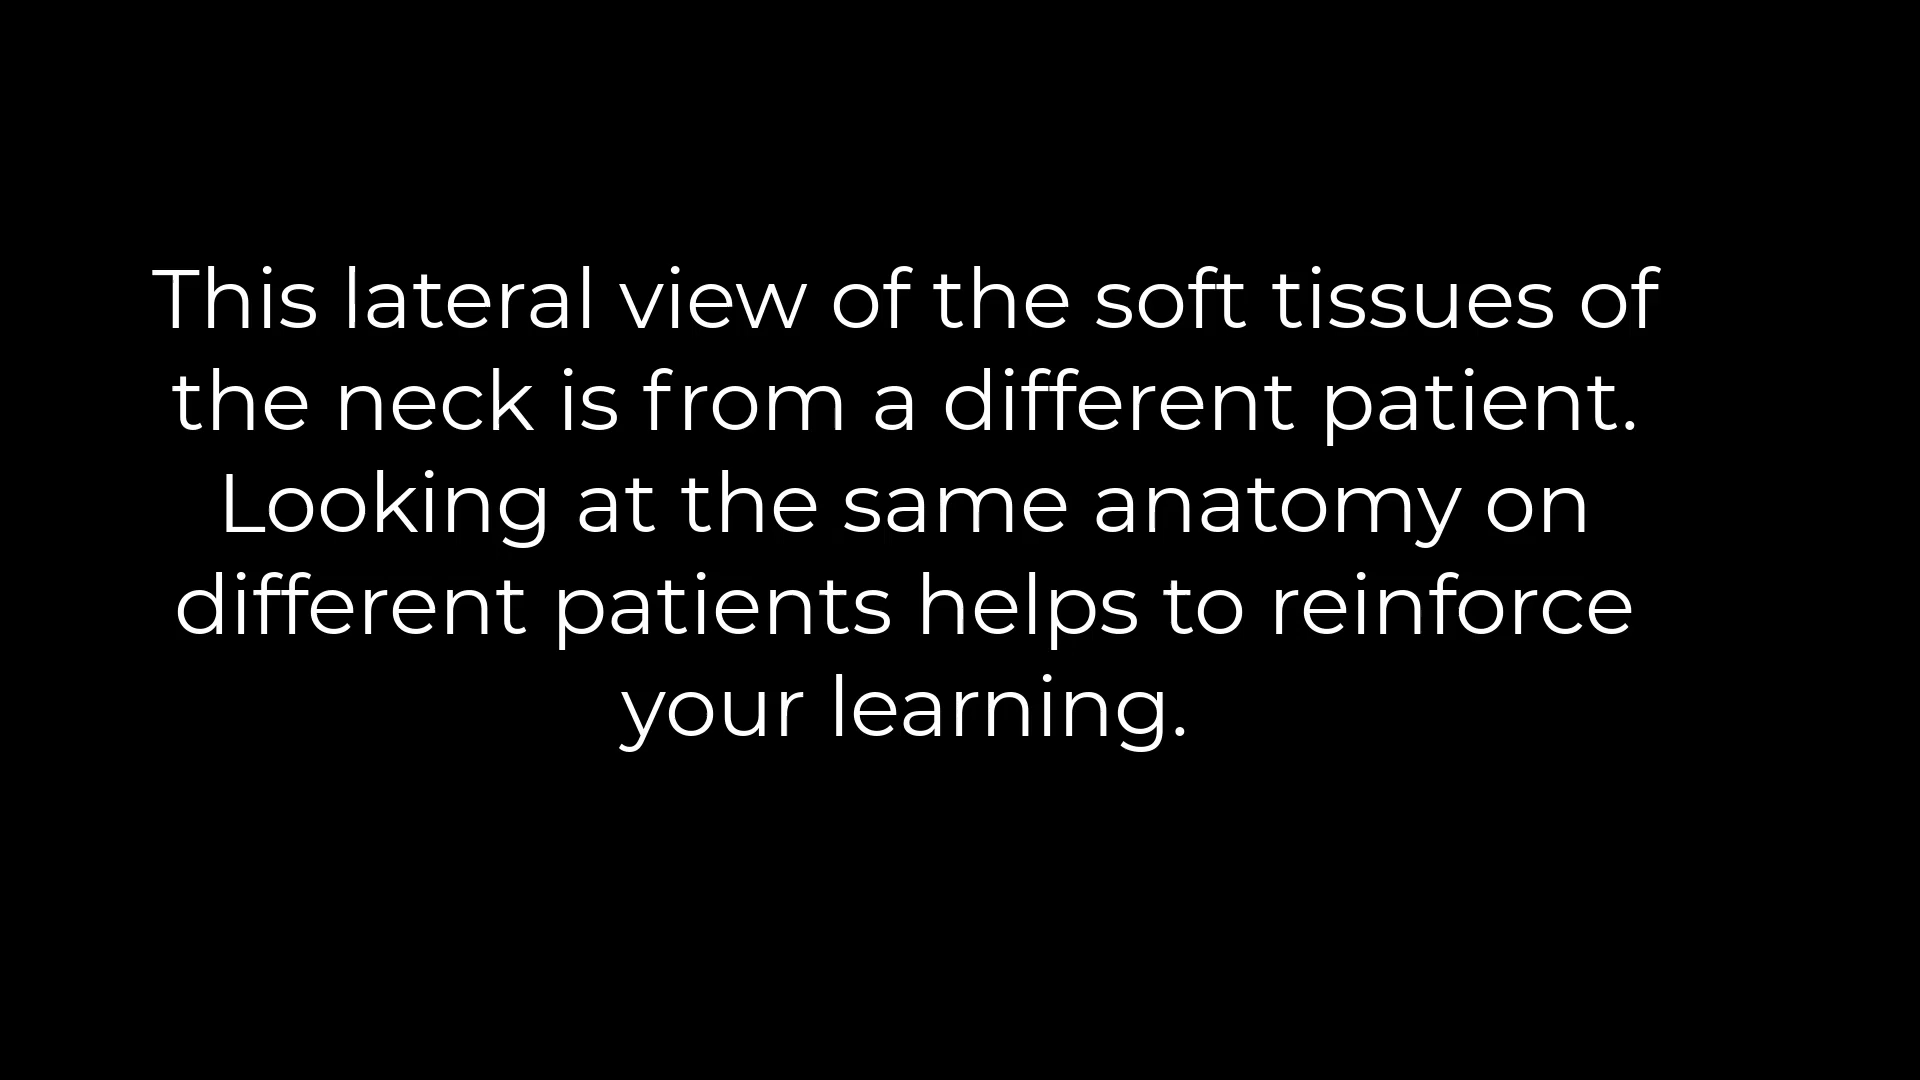 This lateral view of the soft tissues of
the neck is from a different patient.
Looking at the same anatomy on
different patients helps to reinforce
your learning.